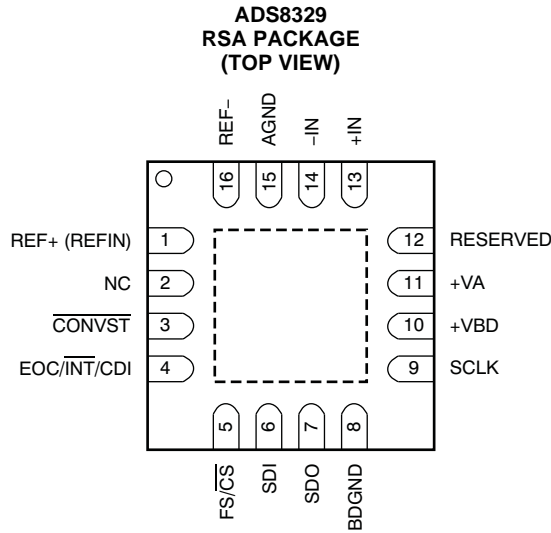 ADS8329
RSA PACKAGE
(TOP VIEW)
REF–
AGND
–IN
+IN
16
15
14
13
REF+ (REFIN) 1
12 RESERVED
NC 2
11 +VA
CONVST 3
10 +VBD
EOC/INT/CDI 4
9 SCLK
5
6
7
8
FS/CS
SDI
SDO
BDGND